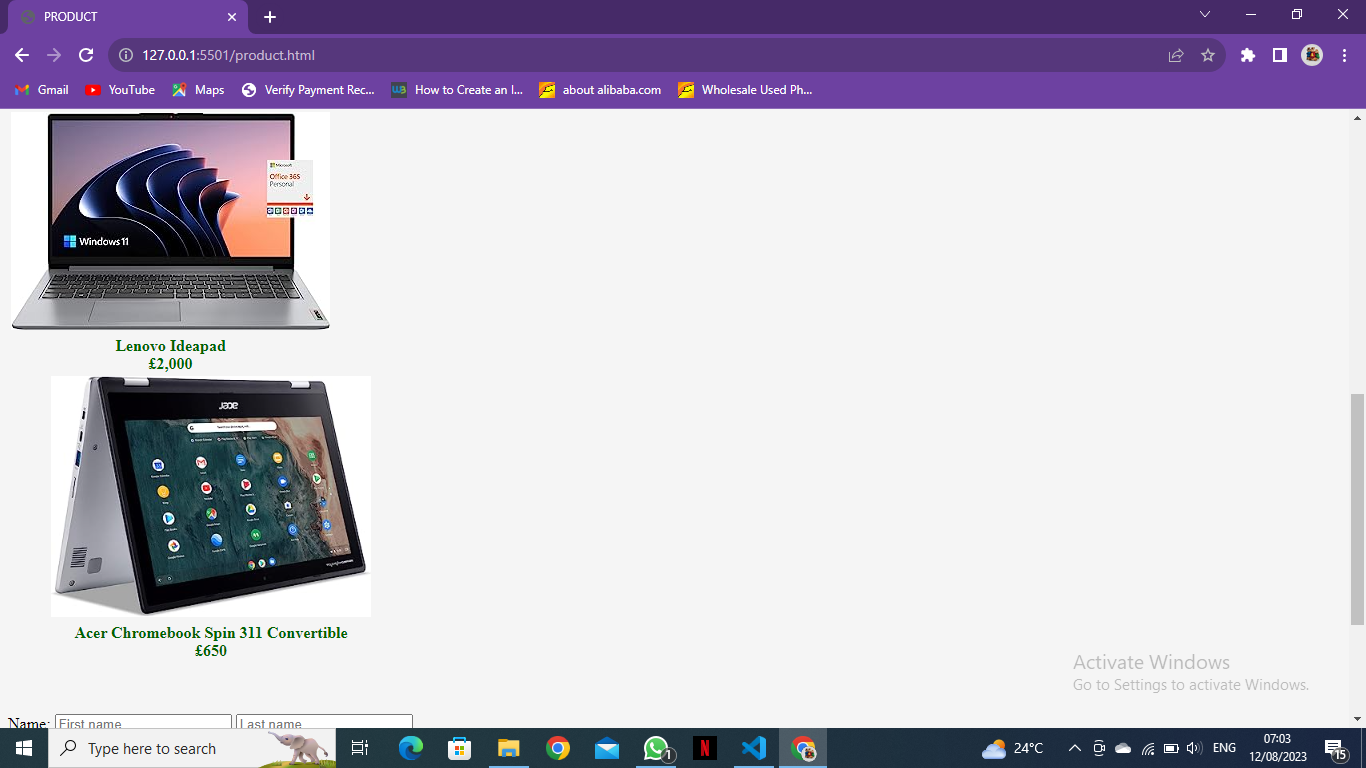 PRODUCT
127.0.0.1:5501/product.html
Gmail
YouTube
Maps
Verify Payment Rec...
How to Create an I...
about alibaba.com
Wholesale Used Ph...
Microsoft
Office 365
Personal
Windows 11
Lenovo Ideapad
£2,000
acer
Acer Chromebook Spin 311 Convertible
£650
Activate Windows
Go to Settings to activate Windows.
Name: First name Last name
Type here to search
1
24°C
ENG
07:03
12/08/2023
15